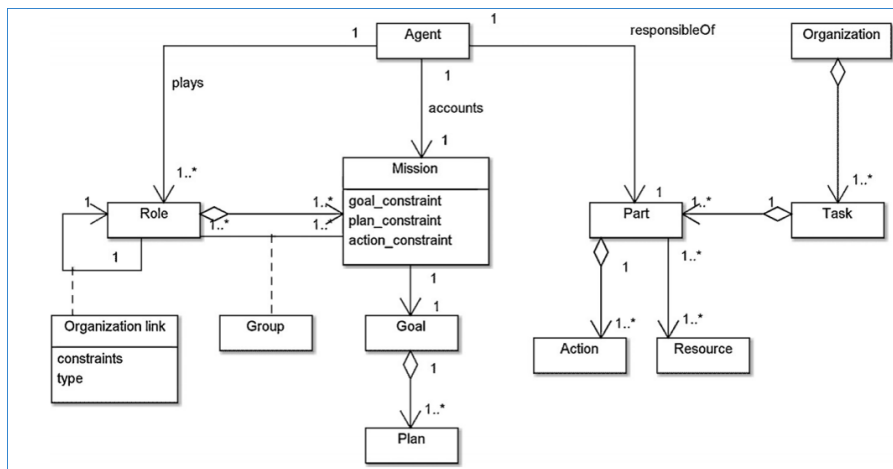 Agent
1
1
1
responsibleOf
Organization
plays
accounts
1
1..*
1
1..*
Mission
goal_constraint
plan_constraint
action_constraint
Role
1
1
1..*
1..*
1..*
Part
1..*
1
Task
1
1..*
1
1
Organization link
constraints
type
Group
Goal
1
1..*
1..*
Action
Resource
1..*
Plan